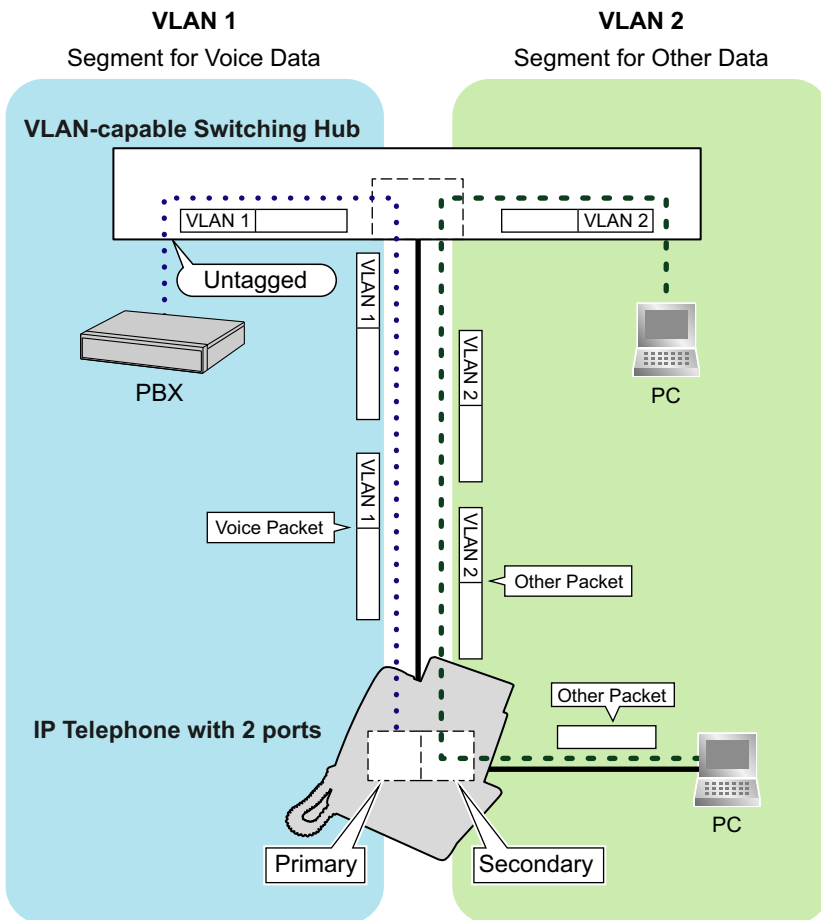 VLAN 1
Segment for Voice Data
VLAN 2
Segment for Other Data
VLAN-capable Switching Hub
VLAN 1
VLAN 2
Untagged
PBX
PC
VLAN 1
VLAN 2
VLAN 1
Voice Packet
VLAN 2
Other Packet
Other Packet
IP Telephone with 2 ports
PC
Primary
Secondary